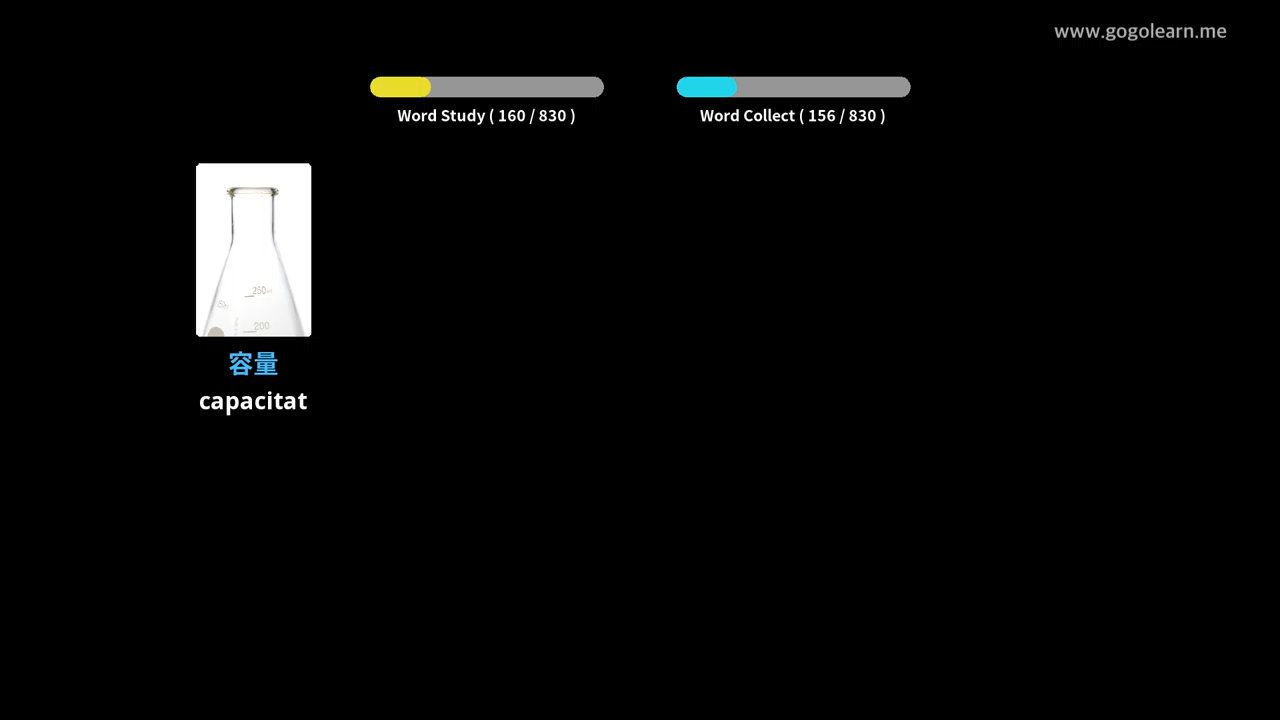 www.gogolearn.me
Word Study ( 160 / 830 )
Word Collect ( 156 / 830 )
250
200
容量
capacitat